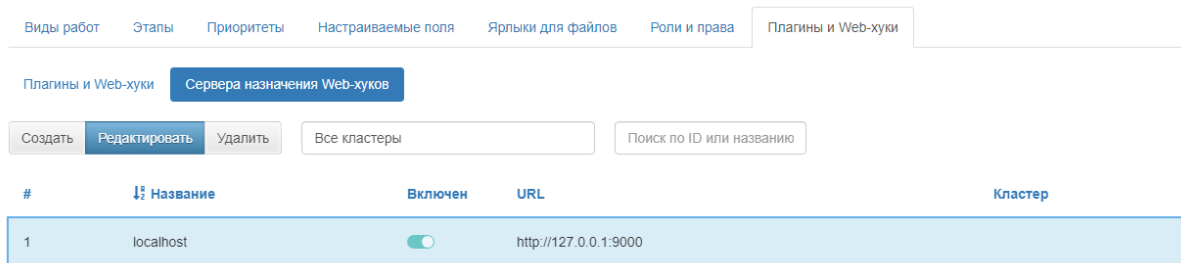 Виды работ Этапы Приоритеты Настраиваемые поля Ярлыки для файлов Роли и права Плагины и Web-хуки
Плагины и Web-хуки Сервера назначения Web-хуков
Создать Редактировать Удалить Все кластеры Поиск по ID или названию
# Название Включен URL Кластер
1 localhost http://127.0.0.1:9000